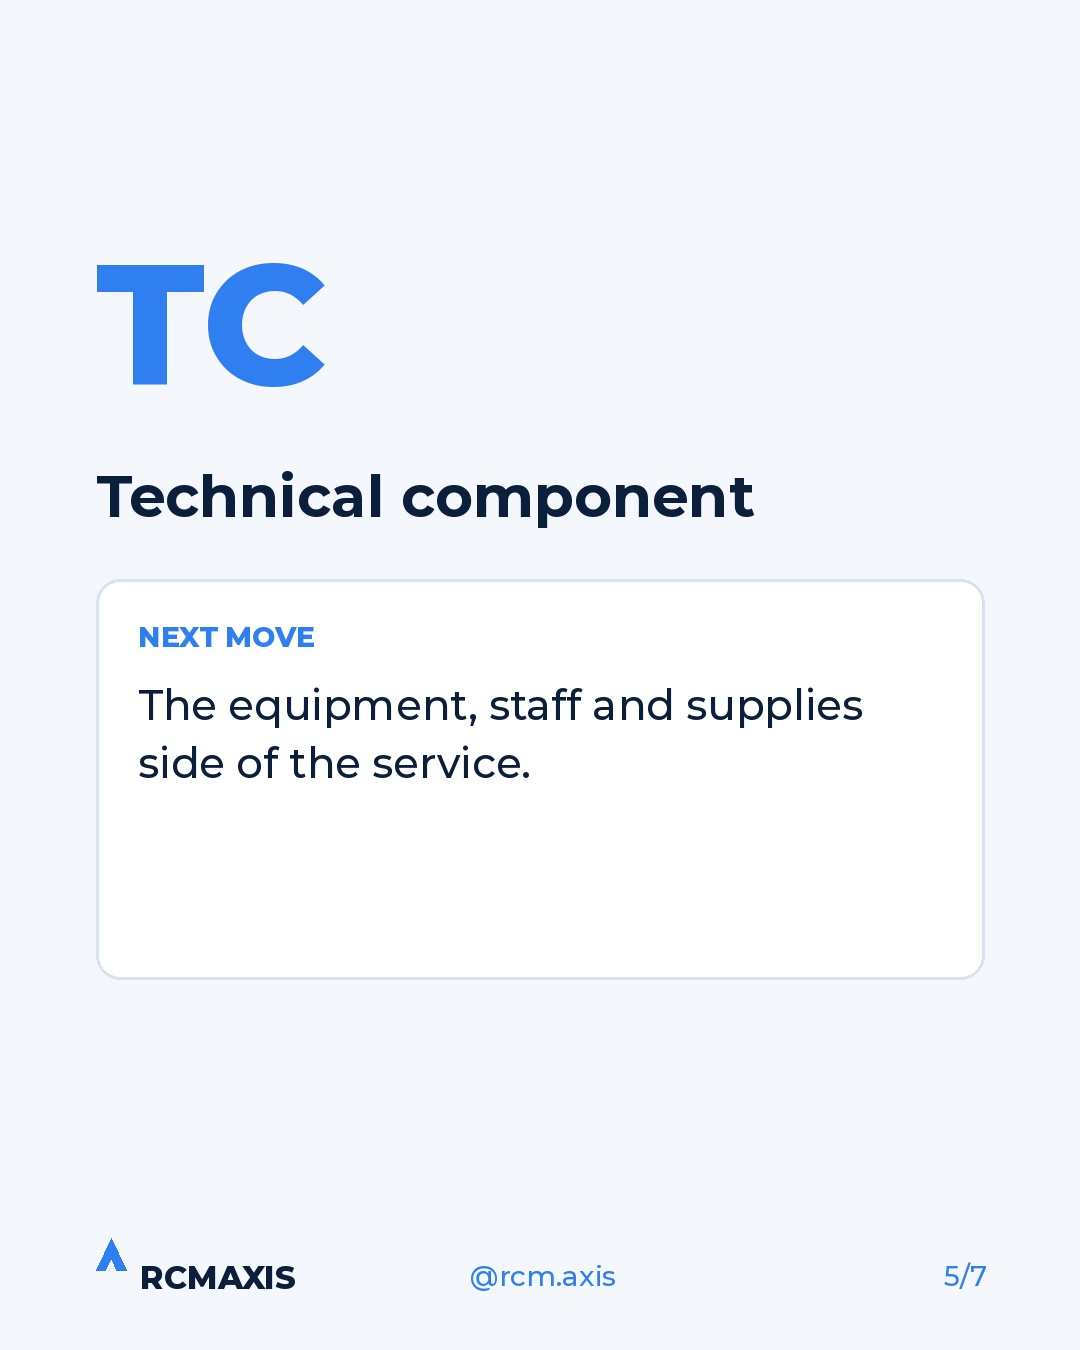 TC
Technical component
NEXT MOVE
The equipment, staff and supplies
side of the service.
RCMAXIS
@rcm.axis
5/7